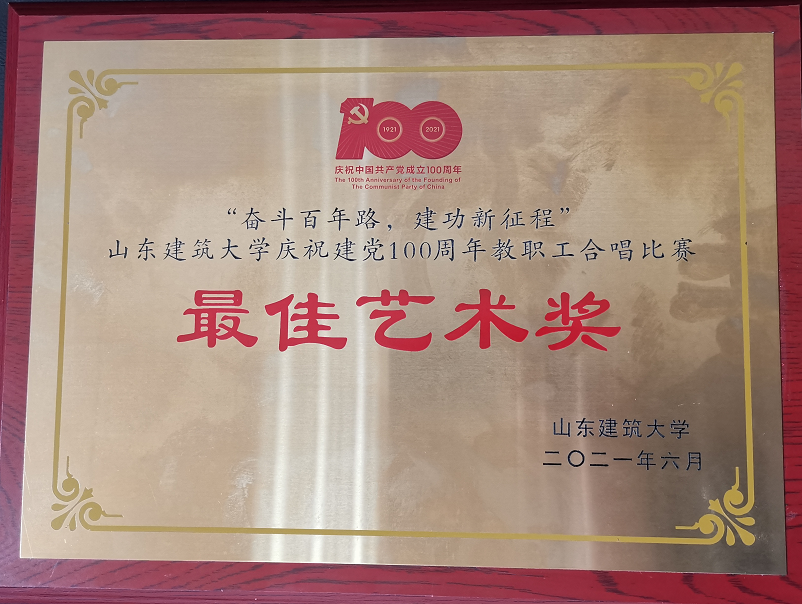 100
1921 2021
庆祝中国共产党成立100周年
The 100th Anniversary of the Founding of
The Communist Party of China
“奋斗百年路，建功新征程”
山东建筑大学庆祝建党100周年教职工合唱比赛
最佳艺术奖
山东建筑大学
二〇二一年六月